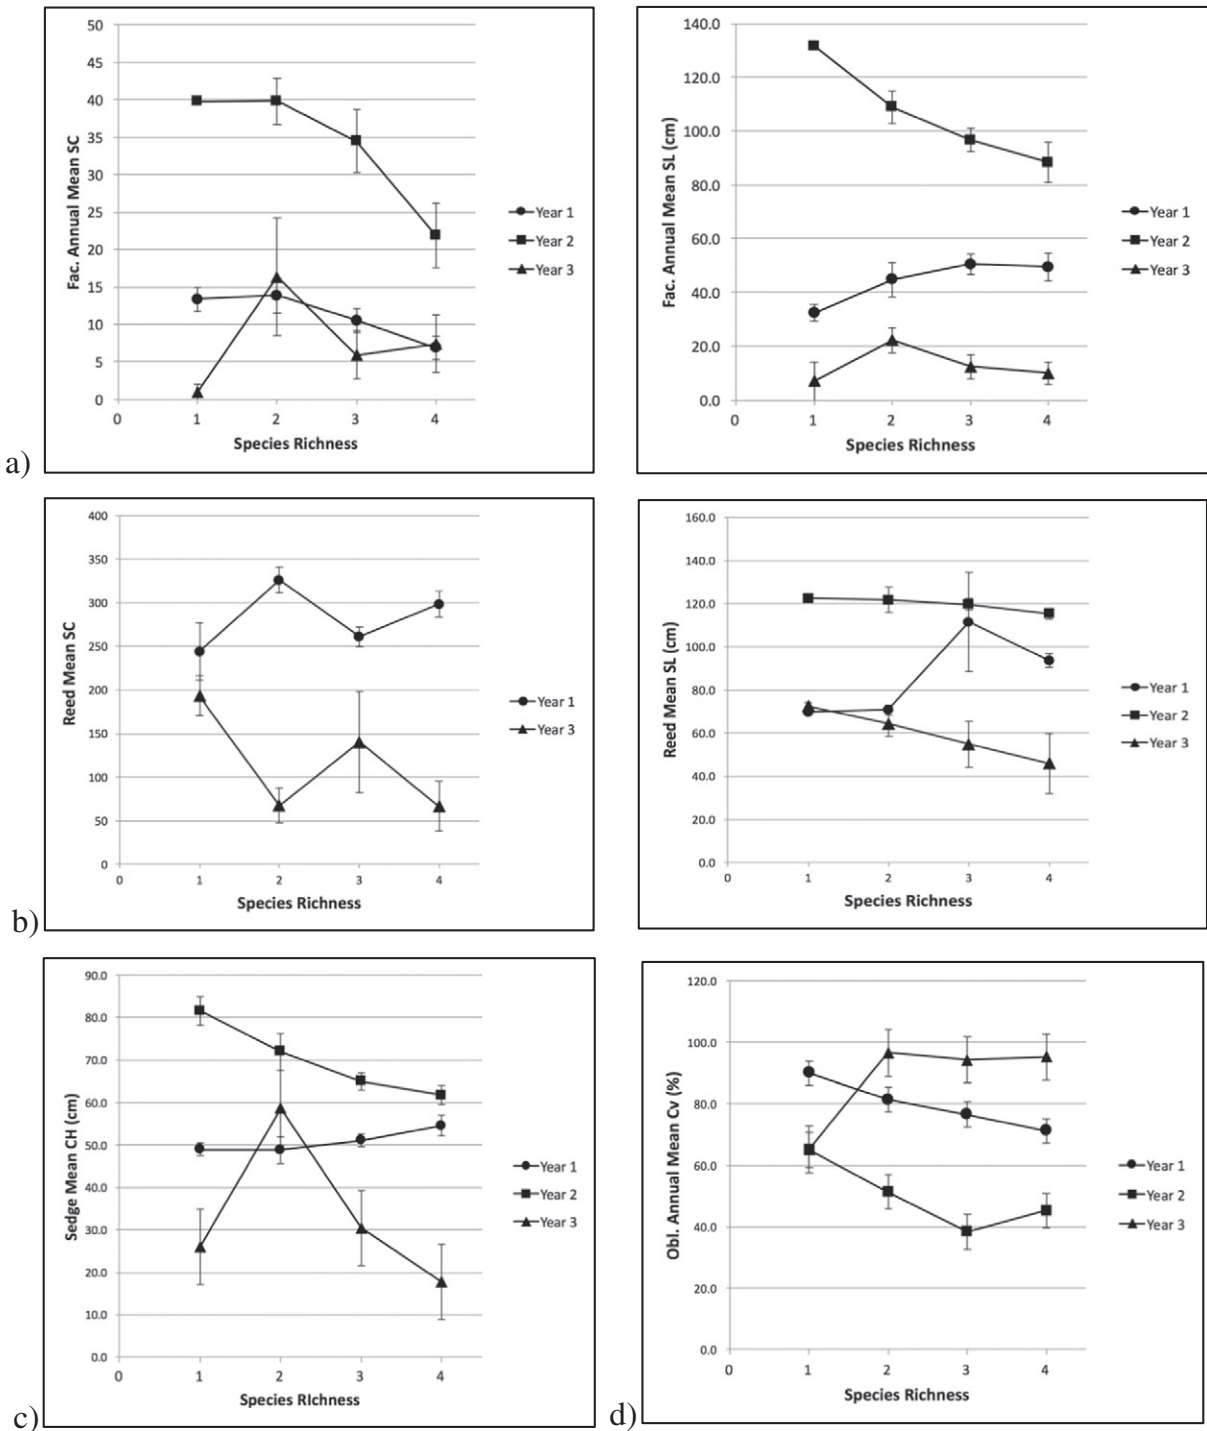 50
45
40
35
30
25
20
15
10
5
0
Fac. Annual Mean SC
0 1 2 3 4
Species Richness
Year 1
Year 2
Year 3
140.0
120.0
100.0
80.0
60.0
40.0
20.0
0.0
Fac. Annual Mean SL (cm)
0 1 2 3 4
Species Richness
Year 1
Year 2
Year 3
a)
400
350
300
250
200
150
100
50
0
Reed Mean SC
0 1 2 3 4
Species Richness
Year 1
Year 3
160.0
140.0
120.0
100.0
80.0
60.0
40.0
20.0
0.0
Reed Mean SL (cm)
0 1 2 3 4
Species Richness
Year 1
Year 2
Year 3
b)
90.0
80.0
70.0
60.0
50.0
40.0
30.0
20.0
10.0
0.0
Sedge Mean CH (cm)
0 1 2 3 4
Species RIchness
Year 1
Year 2
Year 3
c)
120.0
100.0
80.0
60.0
40.0
20.0
0.0
Obl. Annual Mean Cv (%)
0 1 2 3 4
Species Richness
Year 1
Year 2
Year 3
d)